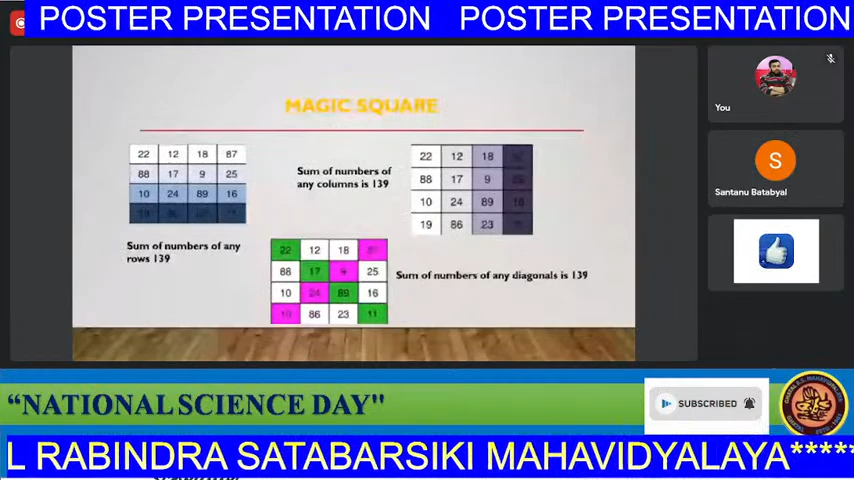 POSTER PRESENTATION POSTER PRESENTATION
MAGIC SQUARE
22 12 18 87
88 17 9 25
10 24 89 16
Sum of numbers of
any columns is 139
22 12 18
88 17 9
10 24 89
19 86 23
Sum of numbers of any
rows 139
22 12 18
88 17 9 25
10 24 89 16
86 23 11
Sum of numbers of any diagonals is 139
You
Santanu Batabyal
S
“NATIONAL SCIENCE DAY"
SUBSCRIBED
L RABINDRA SATABARSIKI MAHAVIDYALAYA*****